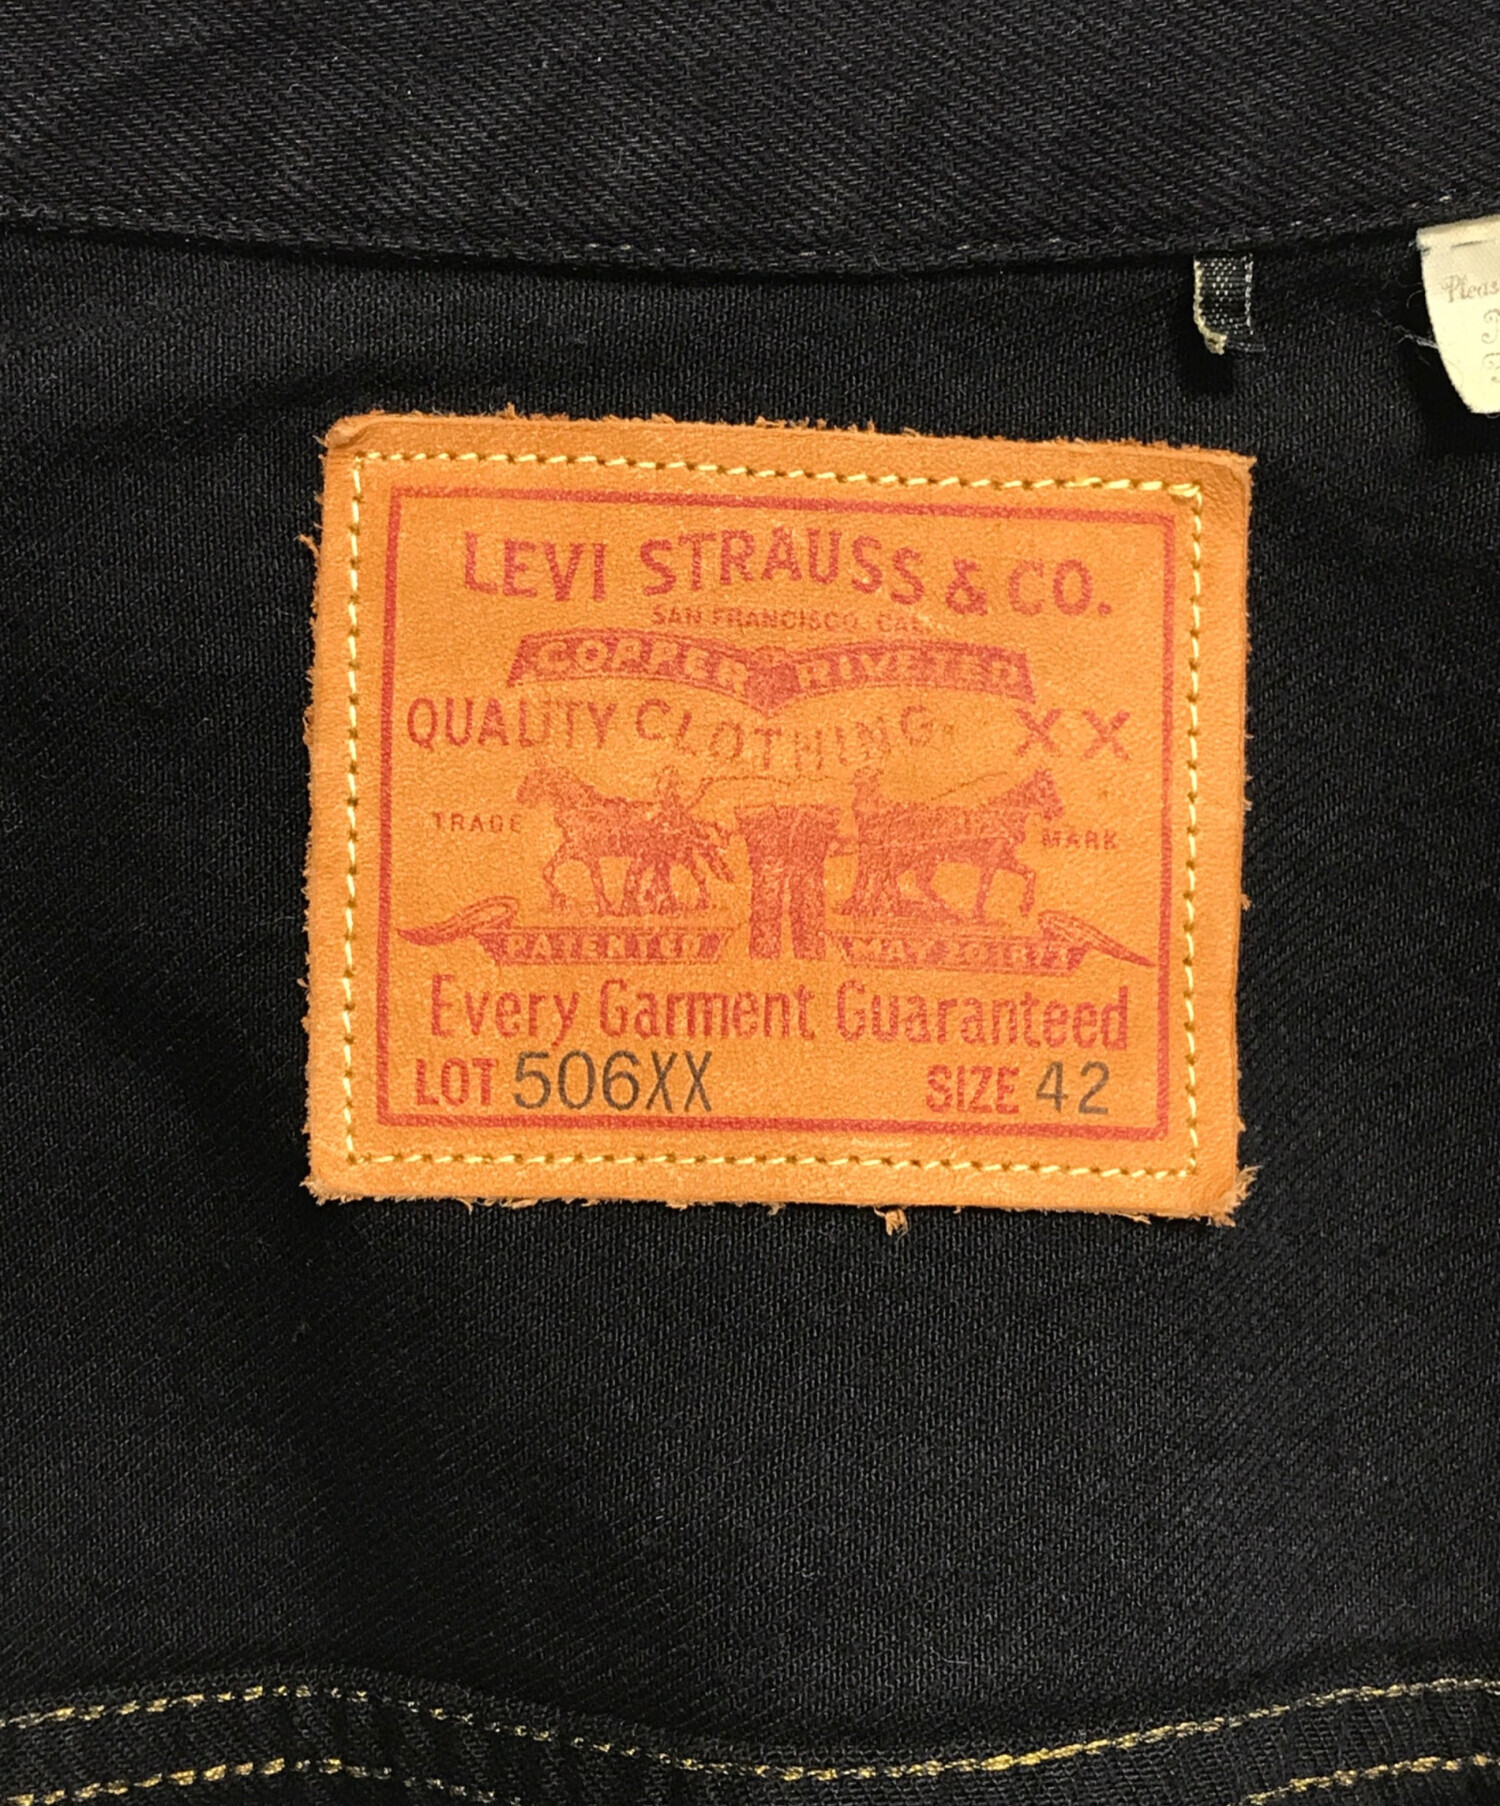 LEVI STRAUSS & CO.
SAN FRANCISCO, CAL.
COPPER RIVETED
QUALITY CLOTHING XX
TRADE MARK
PATENTED MAY 20 1873
Every Garment Guaranteed
LOT 506XX SIZE 42